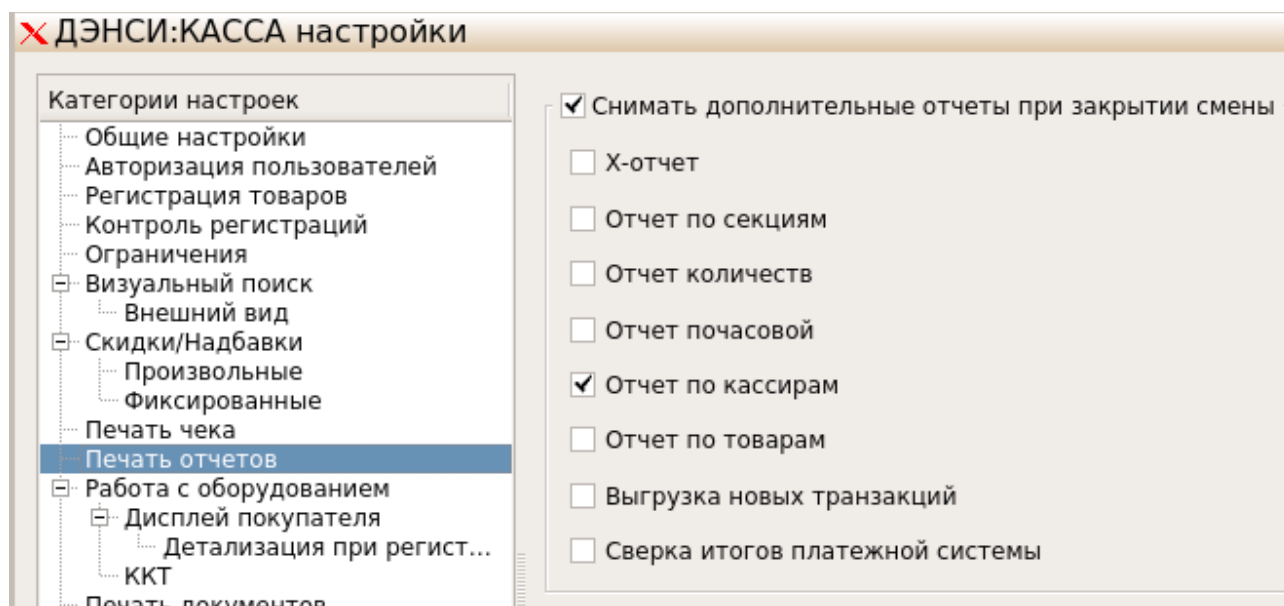 ДЭНСИ:КАССА настройки
Категории настроек
Общие настройки
Авторизация пользователей
Регистрация товаров
Контроль регистраций
Ограничения
Визуальный поиск
Внешний вид
Скидки/Надбавки
Произвольные
Фиксированные
Печать чека
Печать отчетов
Работа с оборудованием
Дисплей покупателя
Детализация при регист...
ККТ
Печать документов
Снимать дополнительные отчеты при закрытии смены
Х-отчет
Отчет по секциям
Отчет количеств
Отчет почасовой
Отчет по кассирам
Отчет по товарам
Выгрузка новых транзакций
Сверка итогов платежной системы